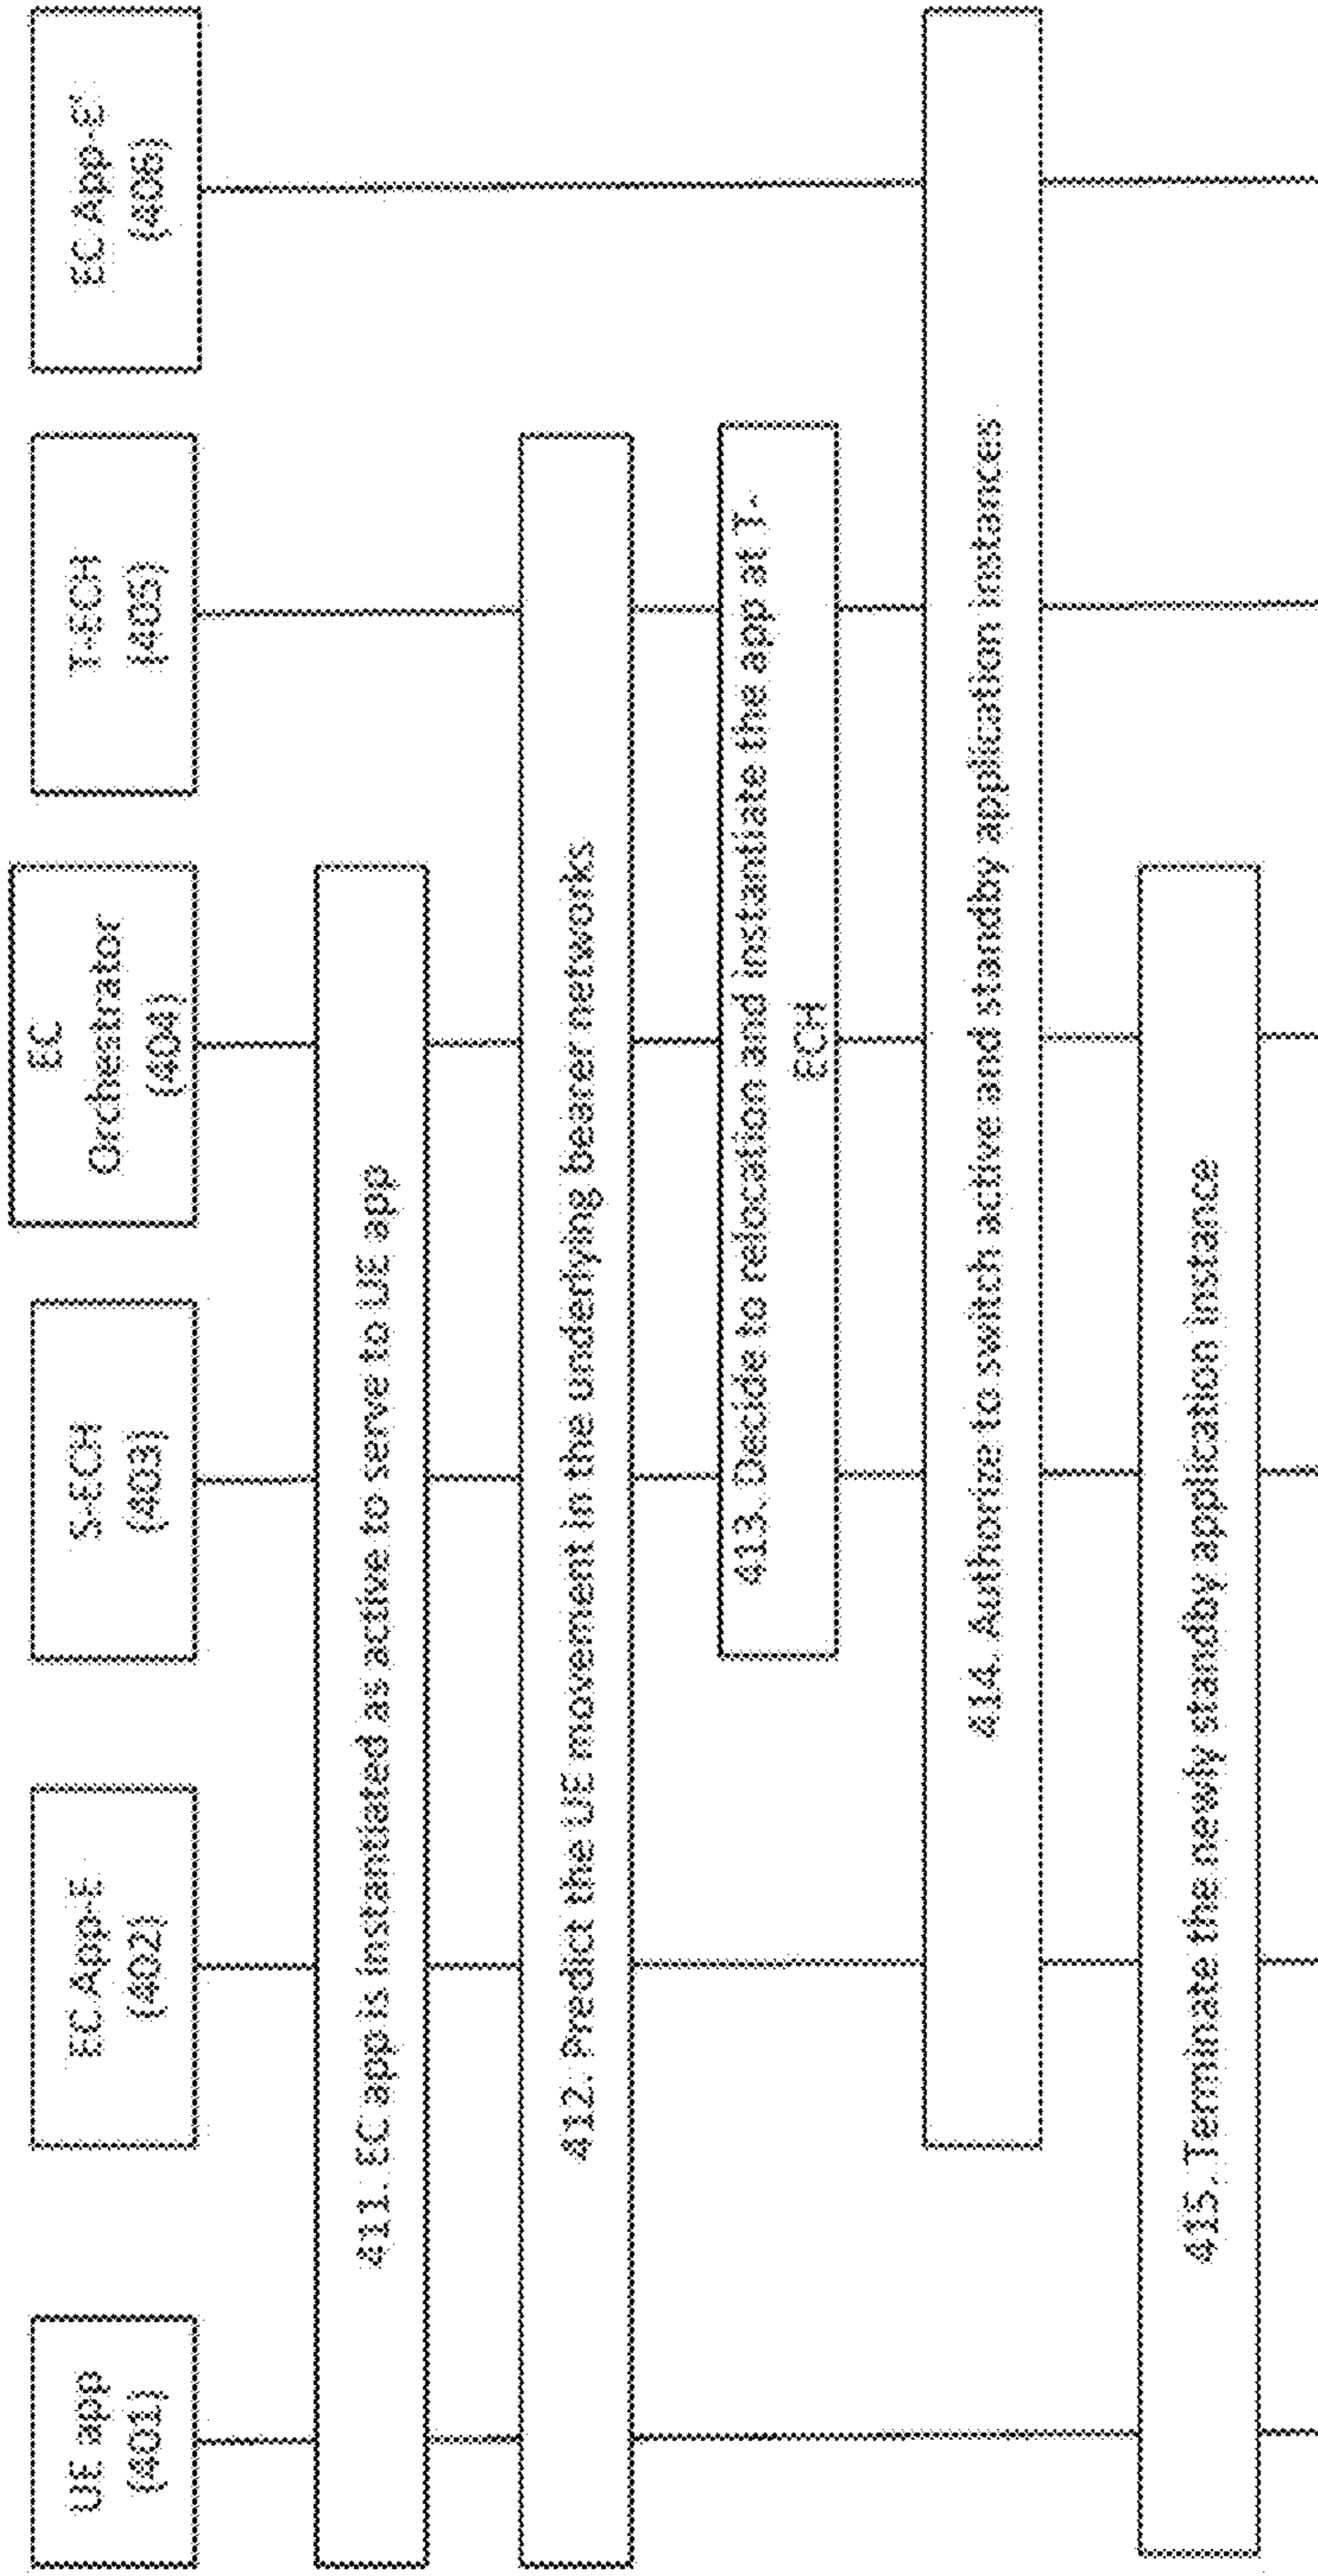 UE app
(401)
EC App-E
(402)
S-ECH
(403)
EC
Orchestrator
(404)
T-ECH
(405)
EC App-E'
(406)
411. EC app is instantiated as active to serve to UE app
412. Predict the UE movement in the underlying bearer networks
413. Decide to relocation and instantiate the app at T-
ECH
414. Authorize to switch active and standby application instances
415. Terminate the newly standby application instance